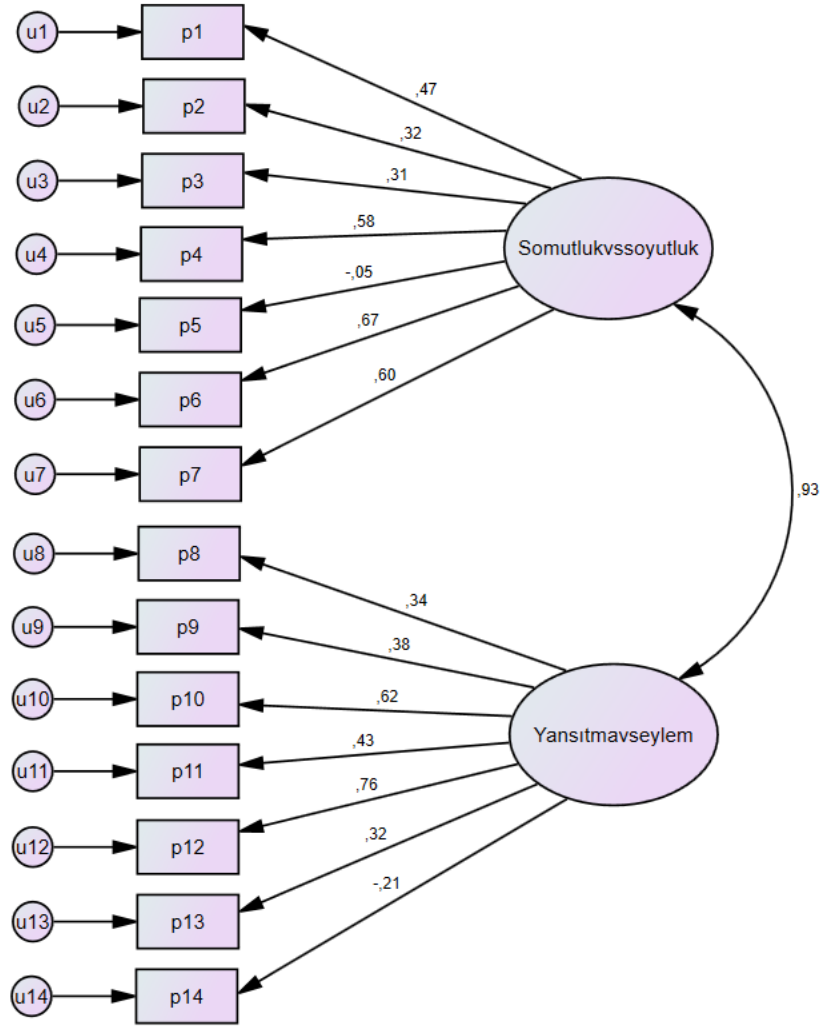 u1 p1
,47
u2 p2
,32
u3 p3
,31
u4 p4
,58
Somutlukvssoyutluk
-,05
u5 p5
,67
u6 p6
,60
u7 p7
,93
u8 p8
,34
u9 p9
,38
u10 p10
,62
Yansıtmavseylem
,43
u11 p11
,76
u12 p12
,32
u13 p13
-,21
u14 p14